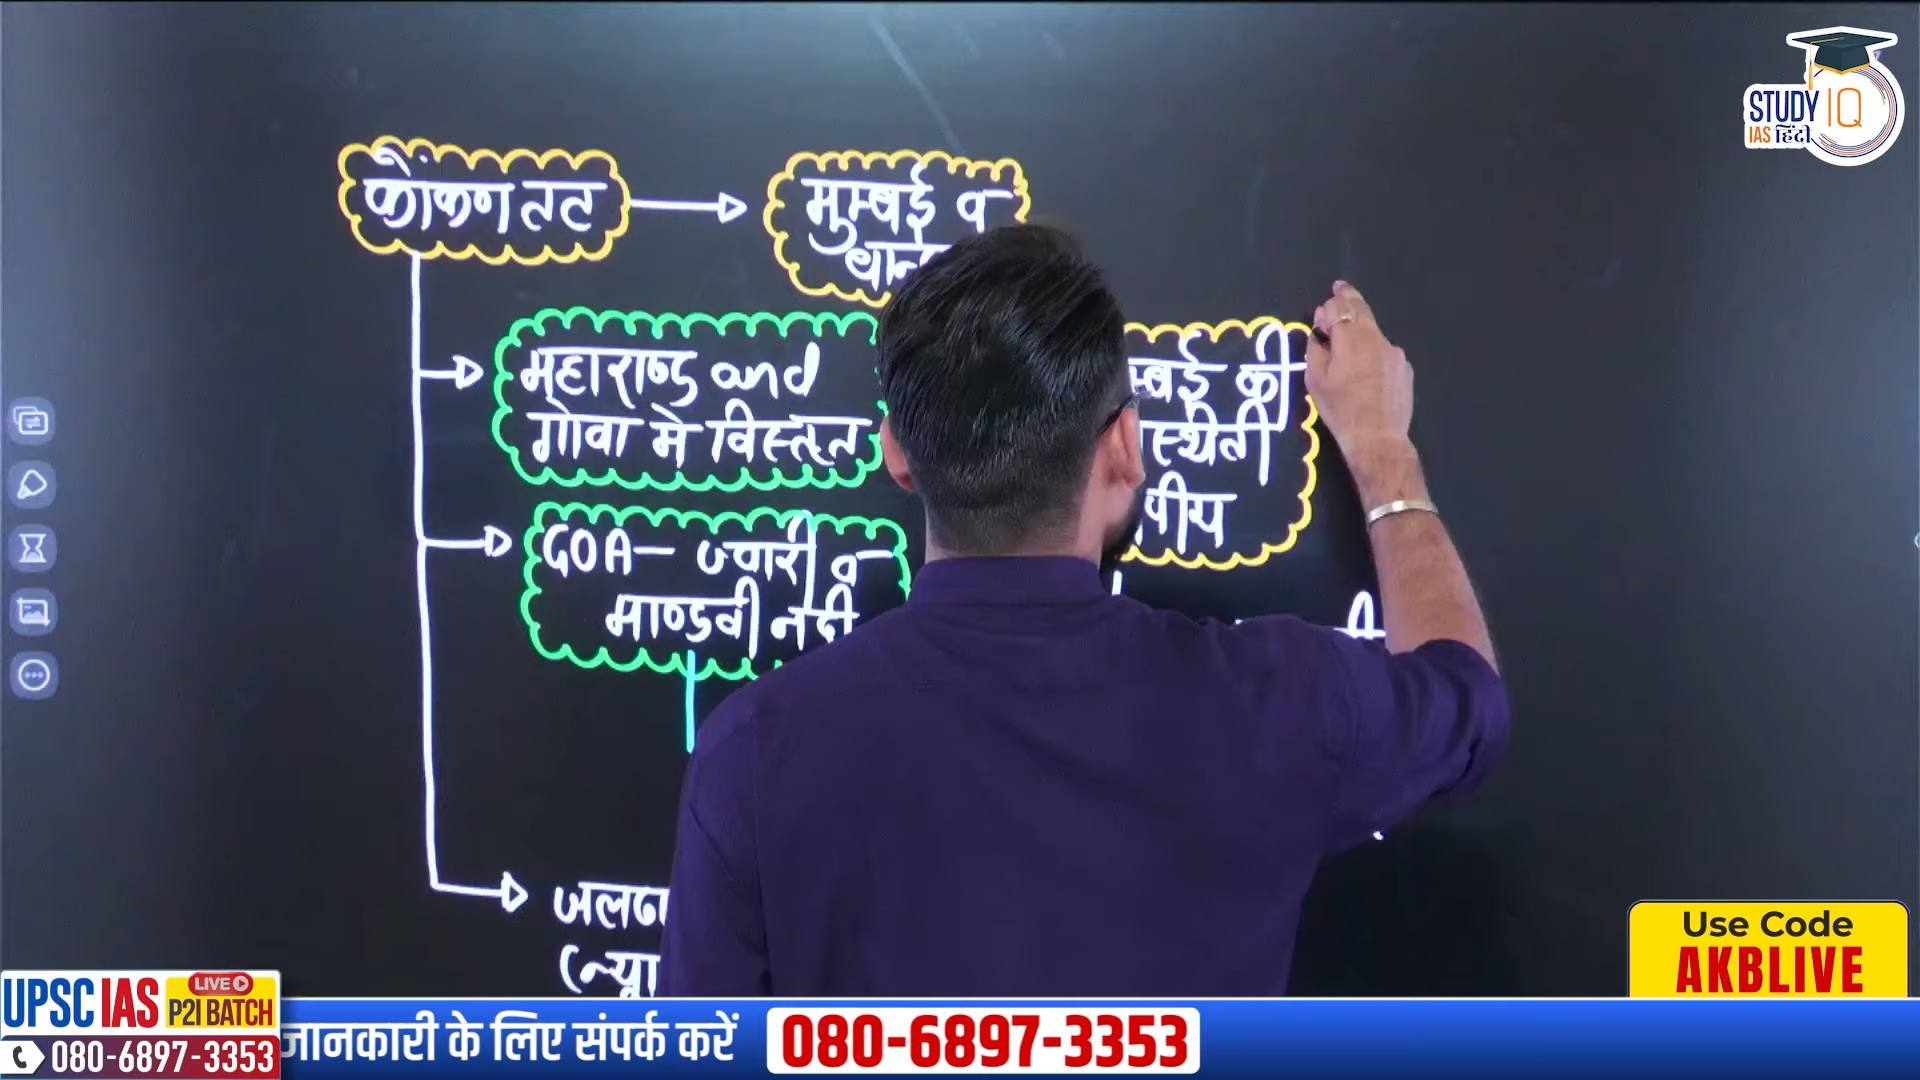 STUDY IQ
IAS हिंदी
कोंकण तट
मुम्बई व
महाराष्ट्र and
गोवा में विस्तृत
म्बई की
स्थिती
पीय
GOA- ज्वारी व
माण्डवी नदी
Use Code
AKBLIVE
UPSC IAS
LIVE
P2I BATCH
080-6897-3353
जानकारी के लिए संपर्क करें
080-6897-3353